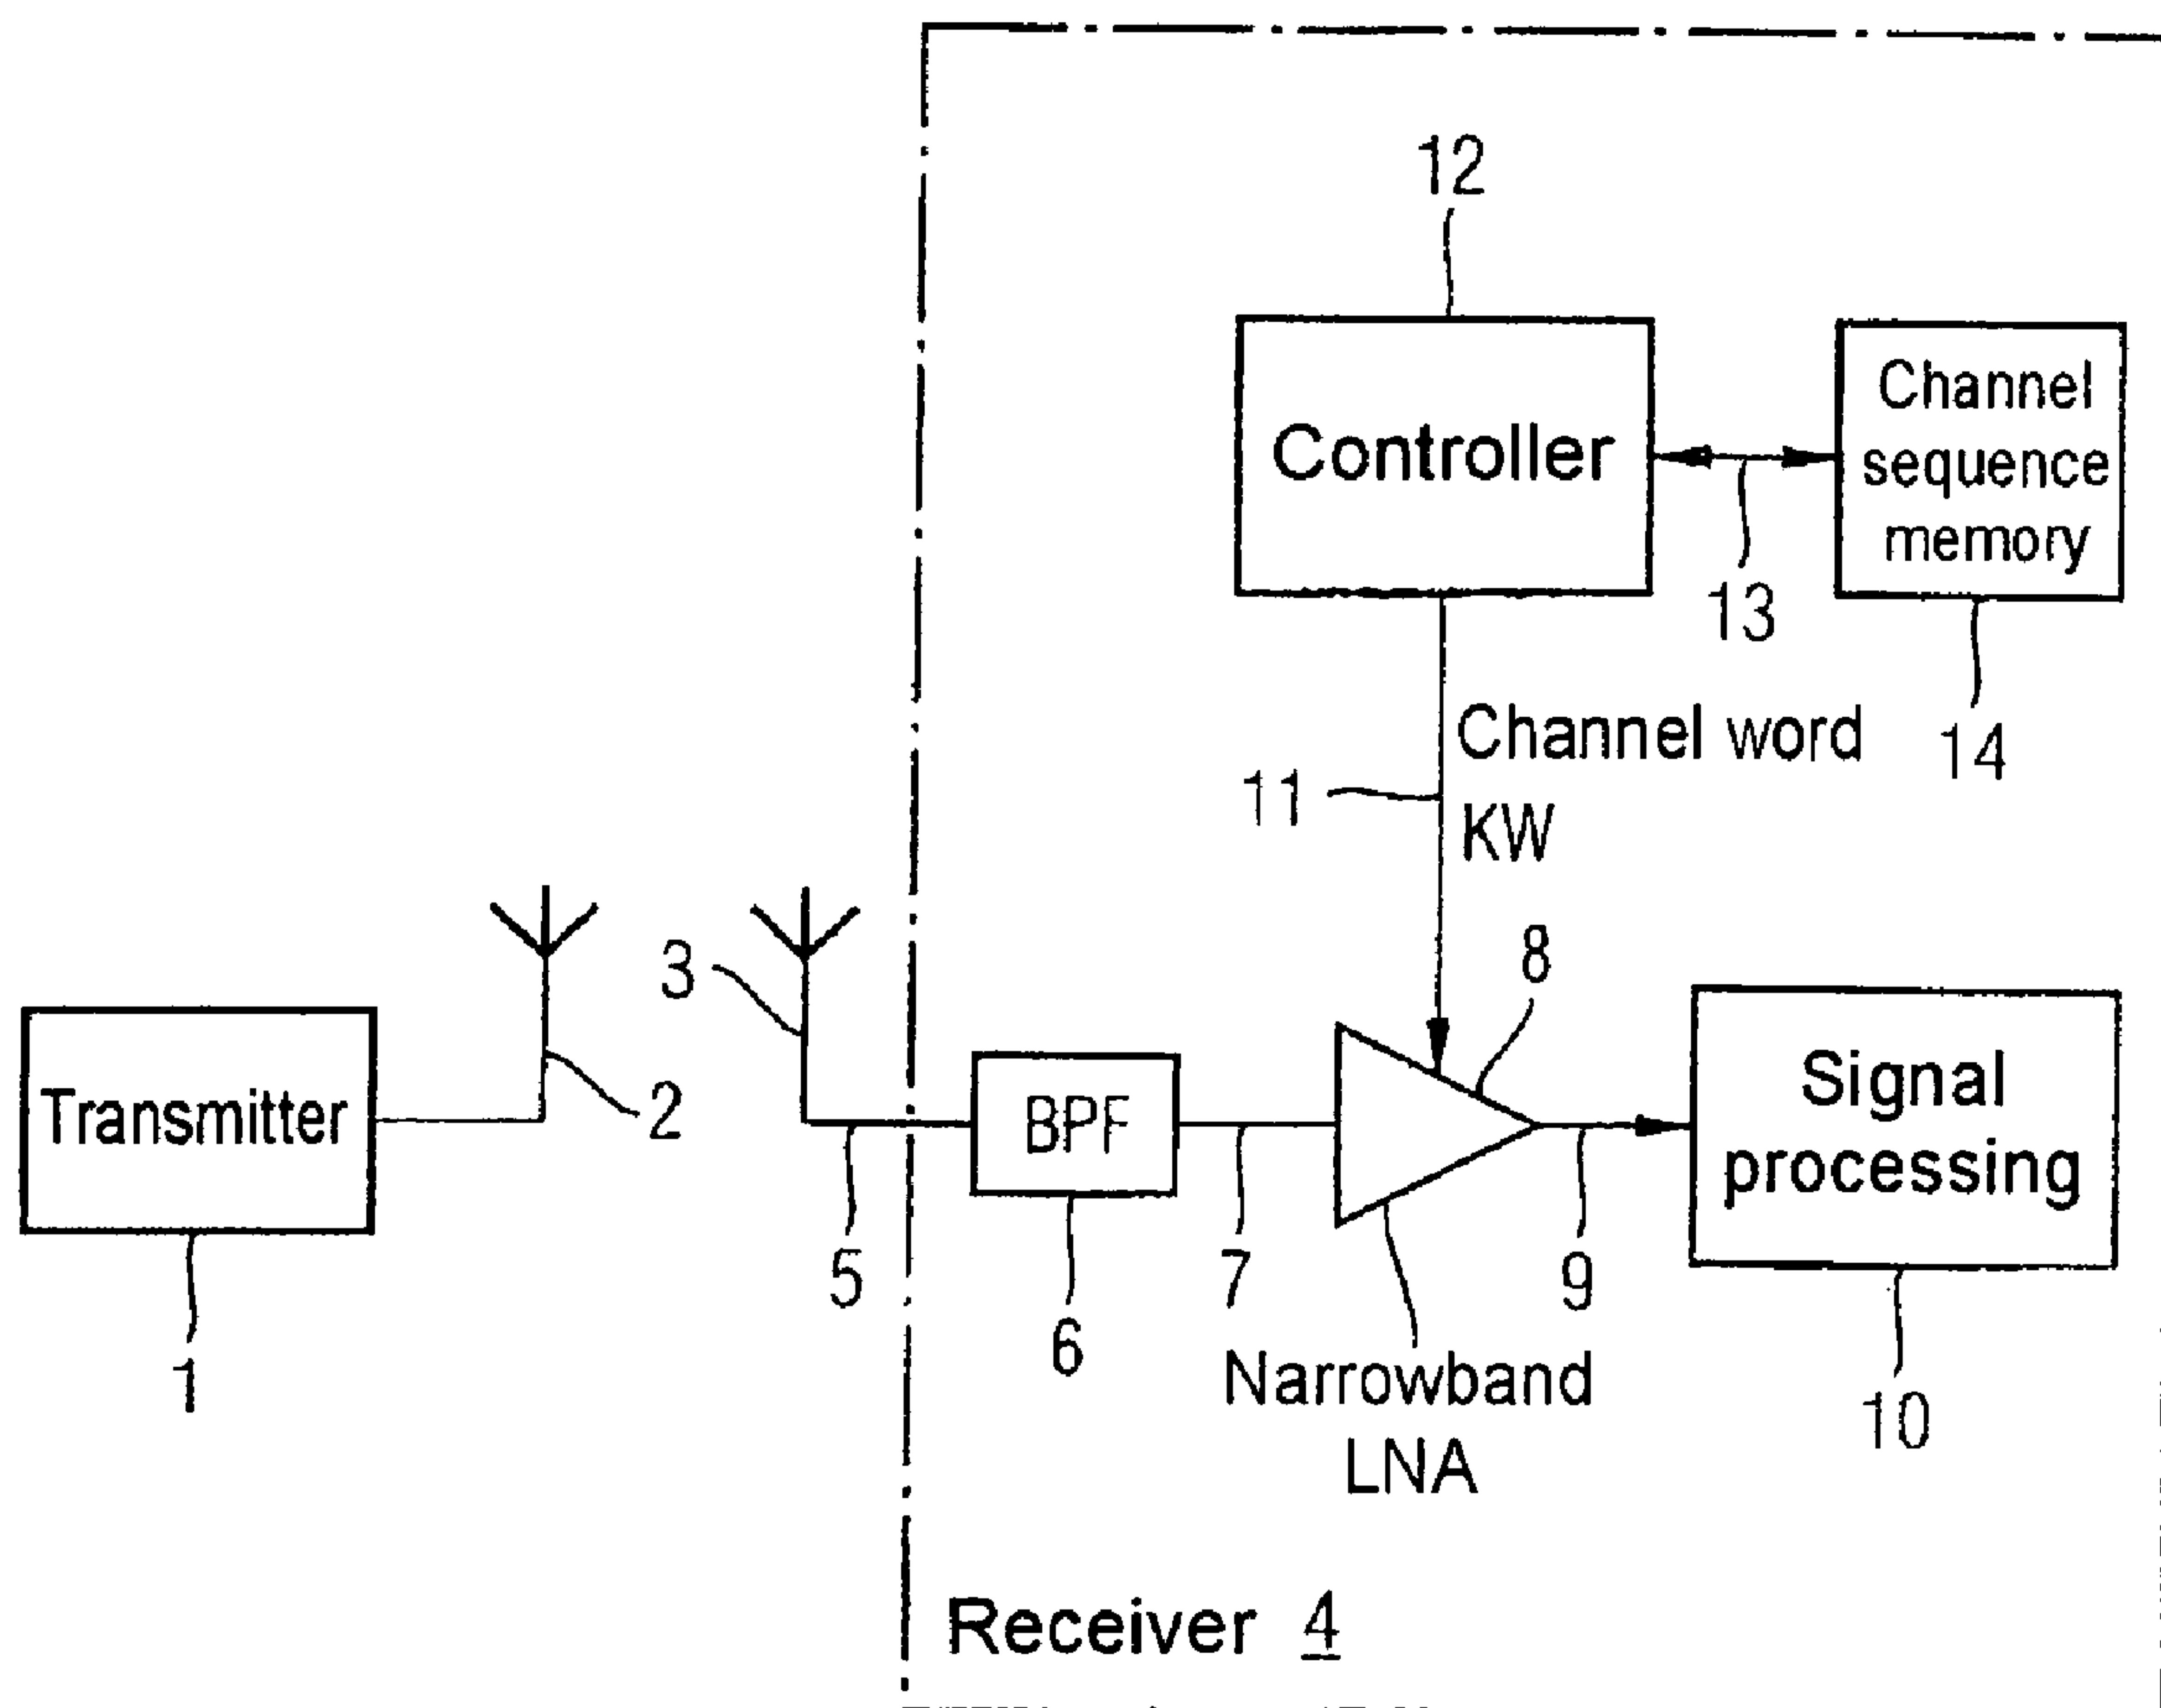 12
Controller
Channel
sequence
memory
13
14
Channel word
KW
11
8
3
Transmitter
2
BPF
Signal
processing
5
7
9
6
1
Narrowband
LNA
10
Receiver 4